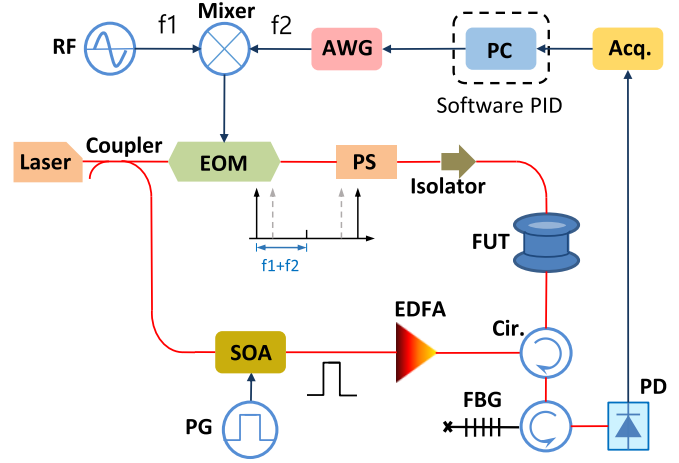 Mixer
RF
f1
f2
AWG
PC
Acq.
Software PID
Laser
Coupler
EOM
PS
Isolator
f1+f2
FUT
EDFA
Cir.
SOA
PG
FBG
PD